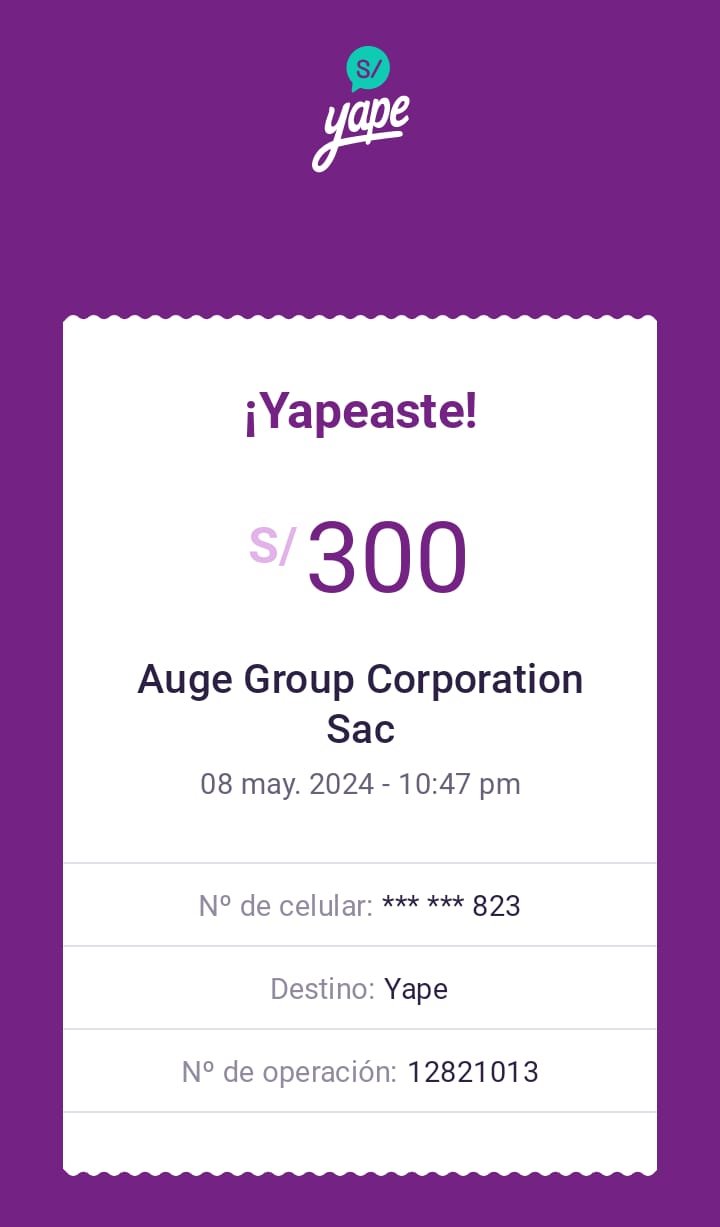 S/
yape
¡Yapeaste!
S/ 300
Auge Group Corporation
Sac
08 may. 2024 - 10:47 pm
Nº de celular: *** *** 823
Destino: Yape
Nº de operación: 12821013